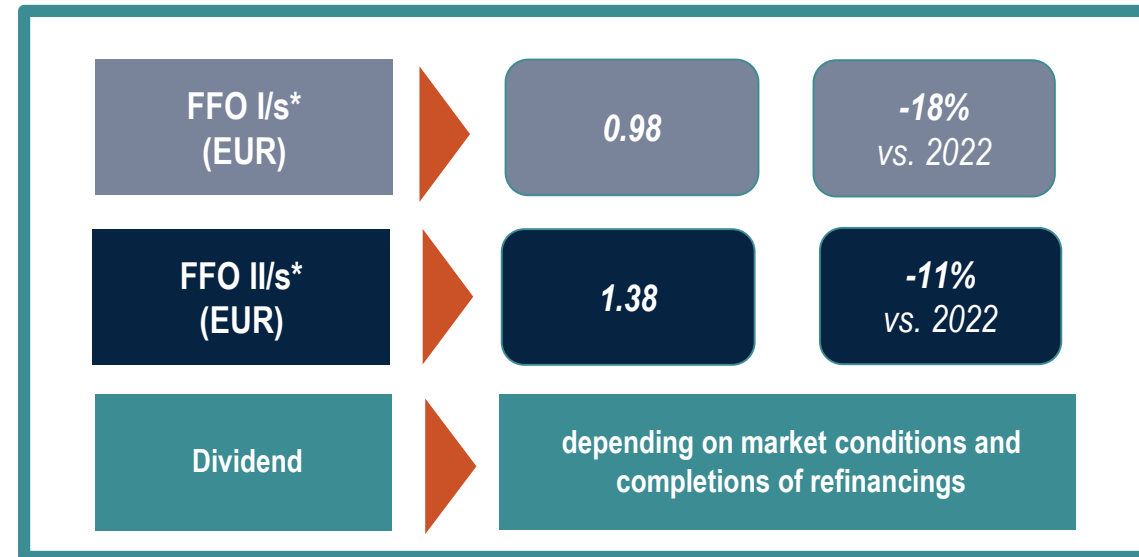 FFO I/s*
(EUR)
0.98
-18%
vs. 2022
FFO II/s*
(EUR)
1.38
-11%
vs. 2022
Dividend
depending on market conditions and
completions of refinancings